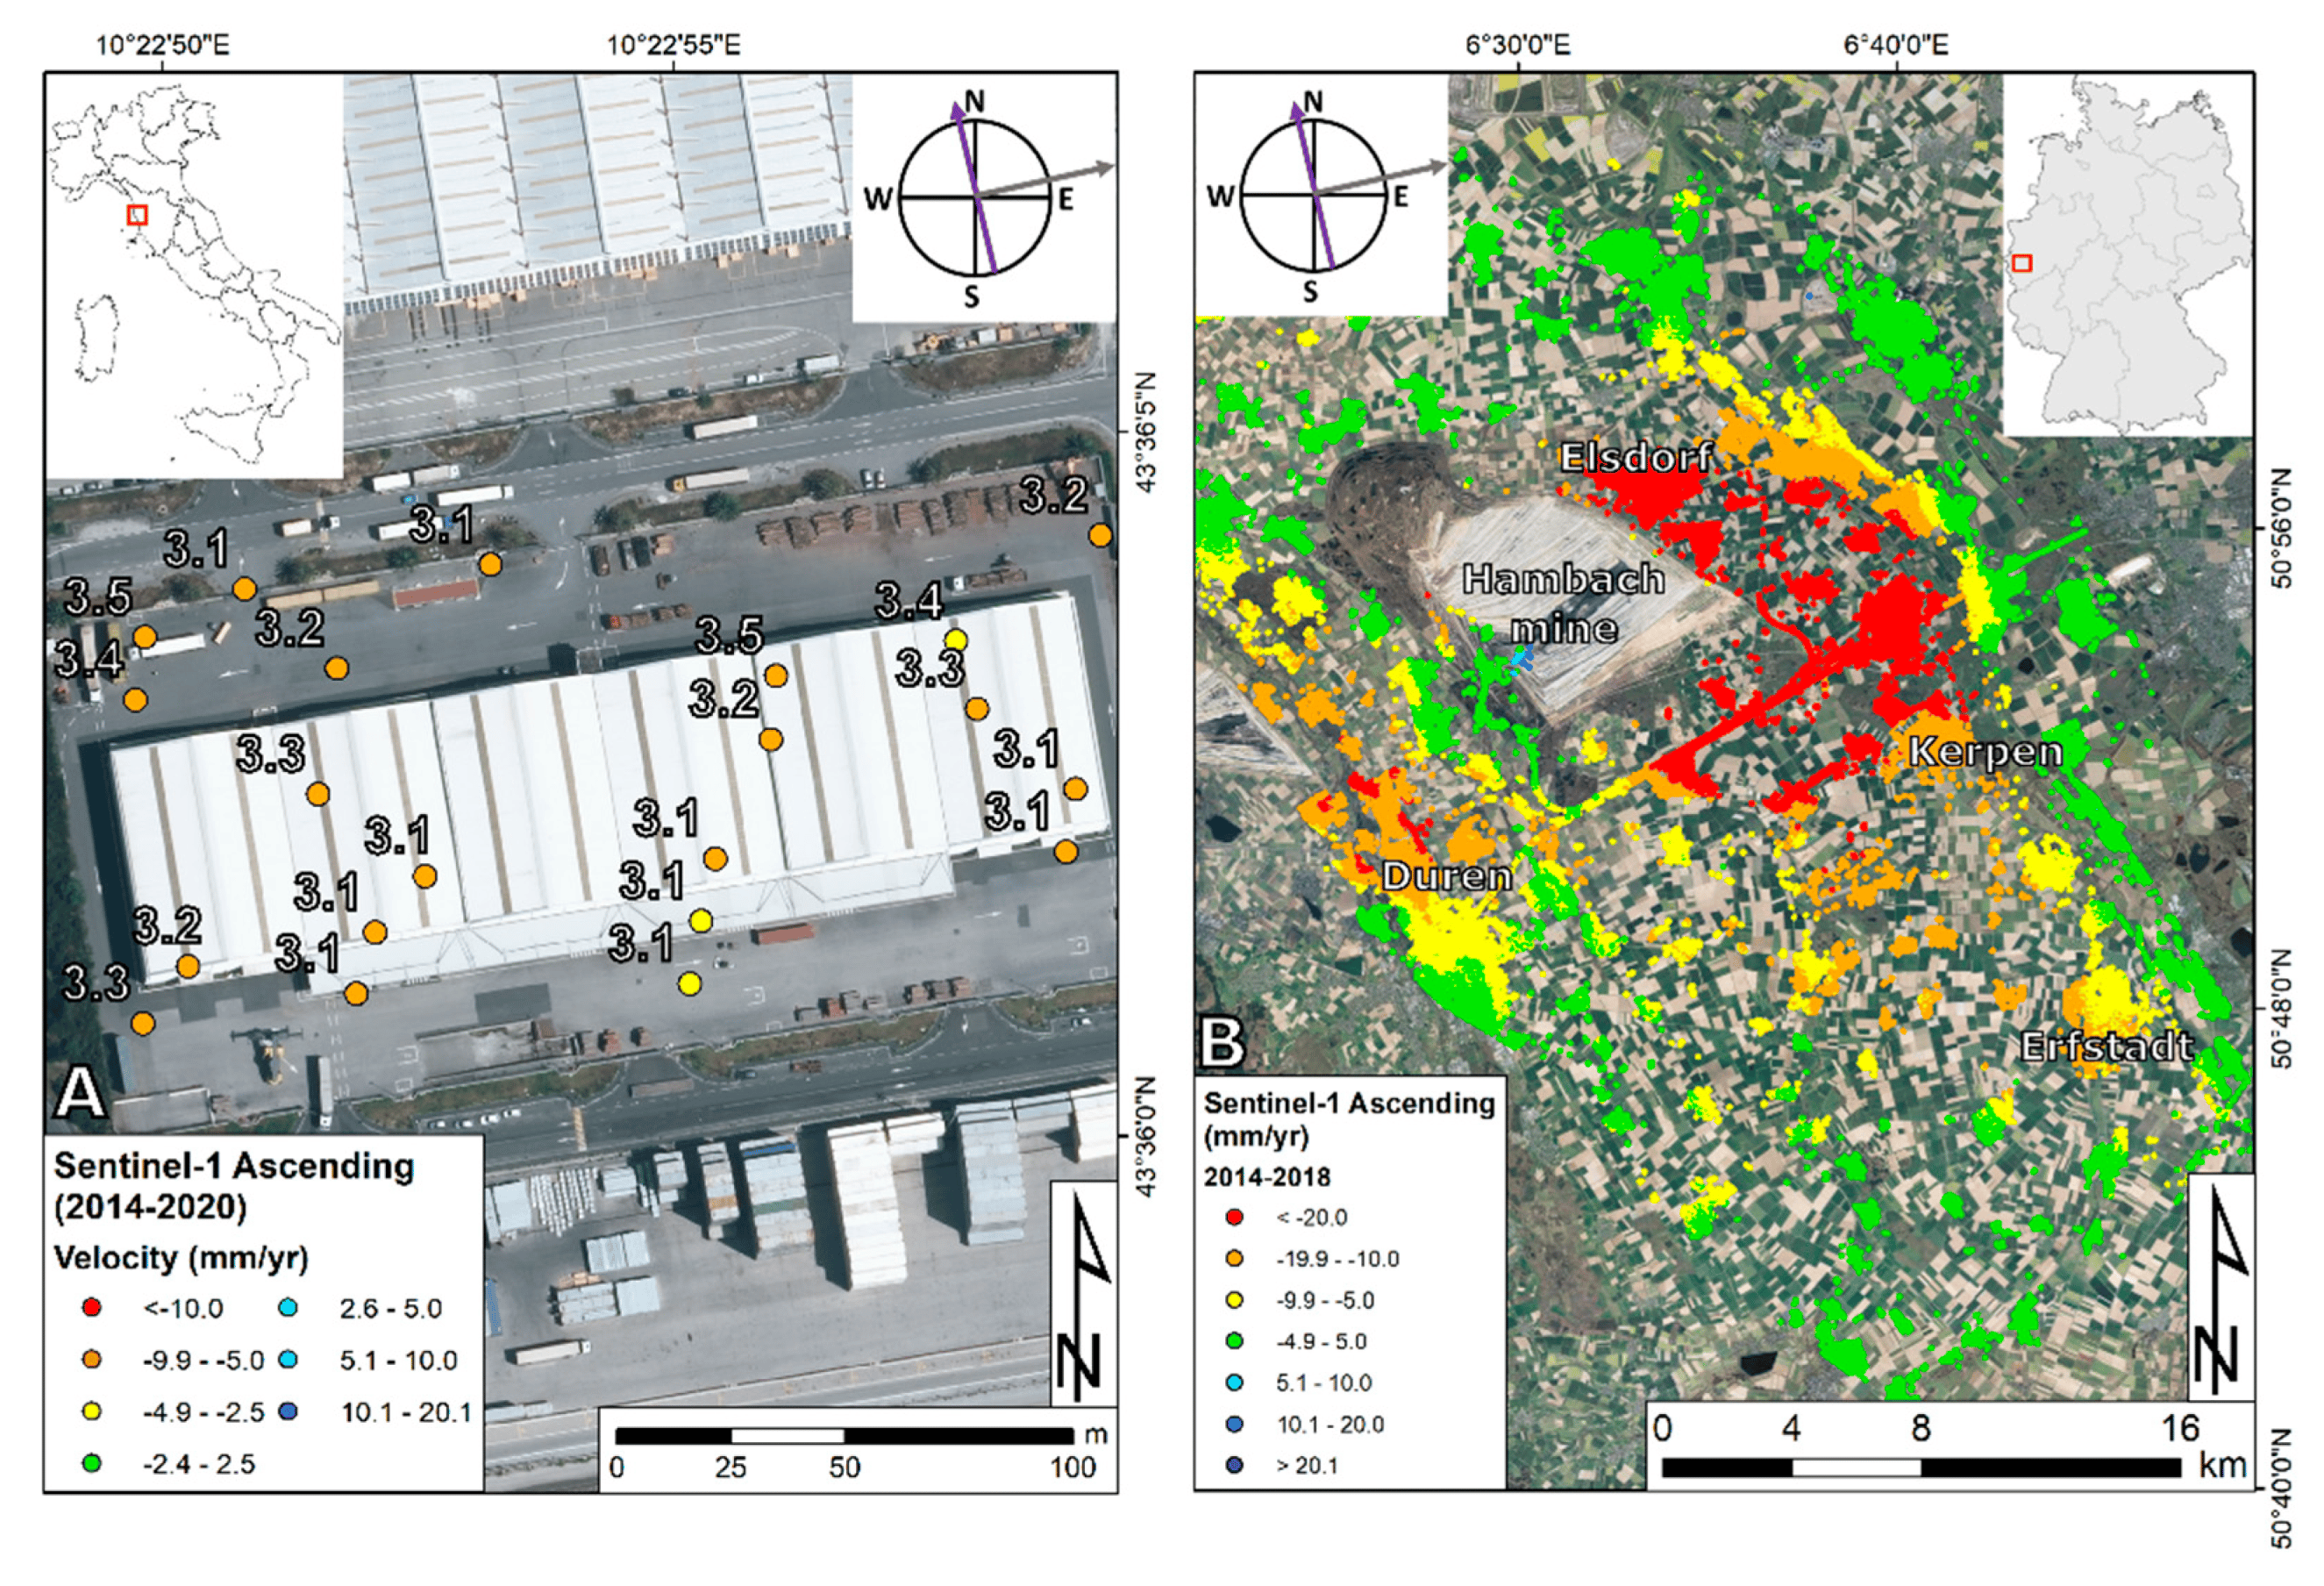 10°22'50"E
10°22'55"E
N
W
E
S
43°36'5"N
3.2
3.1
3.1
3.5
3.4
3.2
3.4
3.5
3.3
3.2
3.3
3.1
3.1
3.1
3.1
3.1
3.1
3.2
3.1
3.1
3.3
A
43°36'0"N
Sentinel-1 Ascending
(2014-2020)
Velocity (mm/yr)
<-10.0
2.6 - 5.0
-9.9 - -5.0
5.1 - 10.0
-4.9 - -2.5
10.1 - 20.1
-2.4 - 2.5
N
m
0 25 50 100
6°30'0"E
6°40'0"E
N
W
E
S
Elsdorf
50°56'0"N
Hambach
mine
Kerpen
Duren
50°48'0"N
Erfstadt
B
Sentinel-1 Ascending
(mm/yr)
2014-2018
< -20.0
-19.9 - -10.0
-9.9 - -5.0
-4.9 - 5.0
5.1 - 10.0
10.1 - 20.0
> 20.1
N
0 4 8 16
km
50°40'0"N